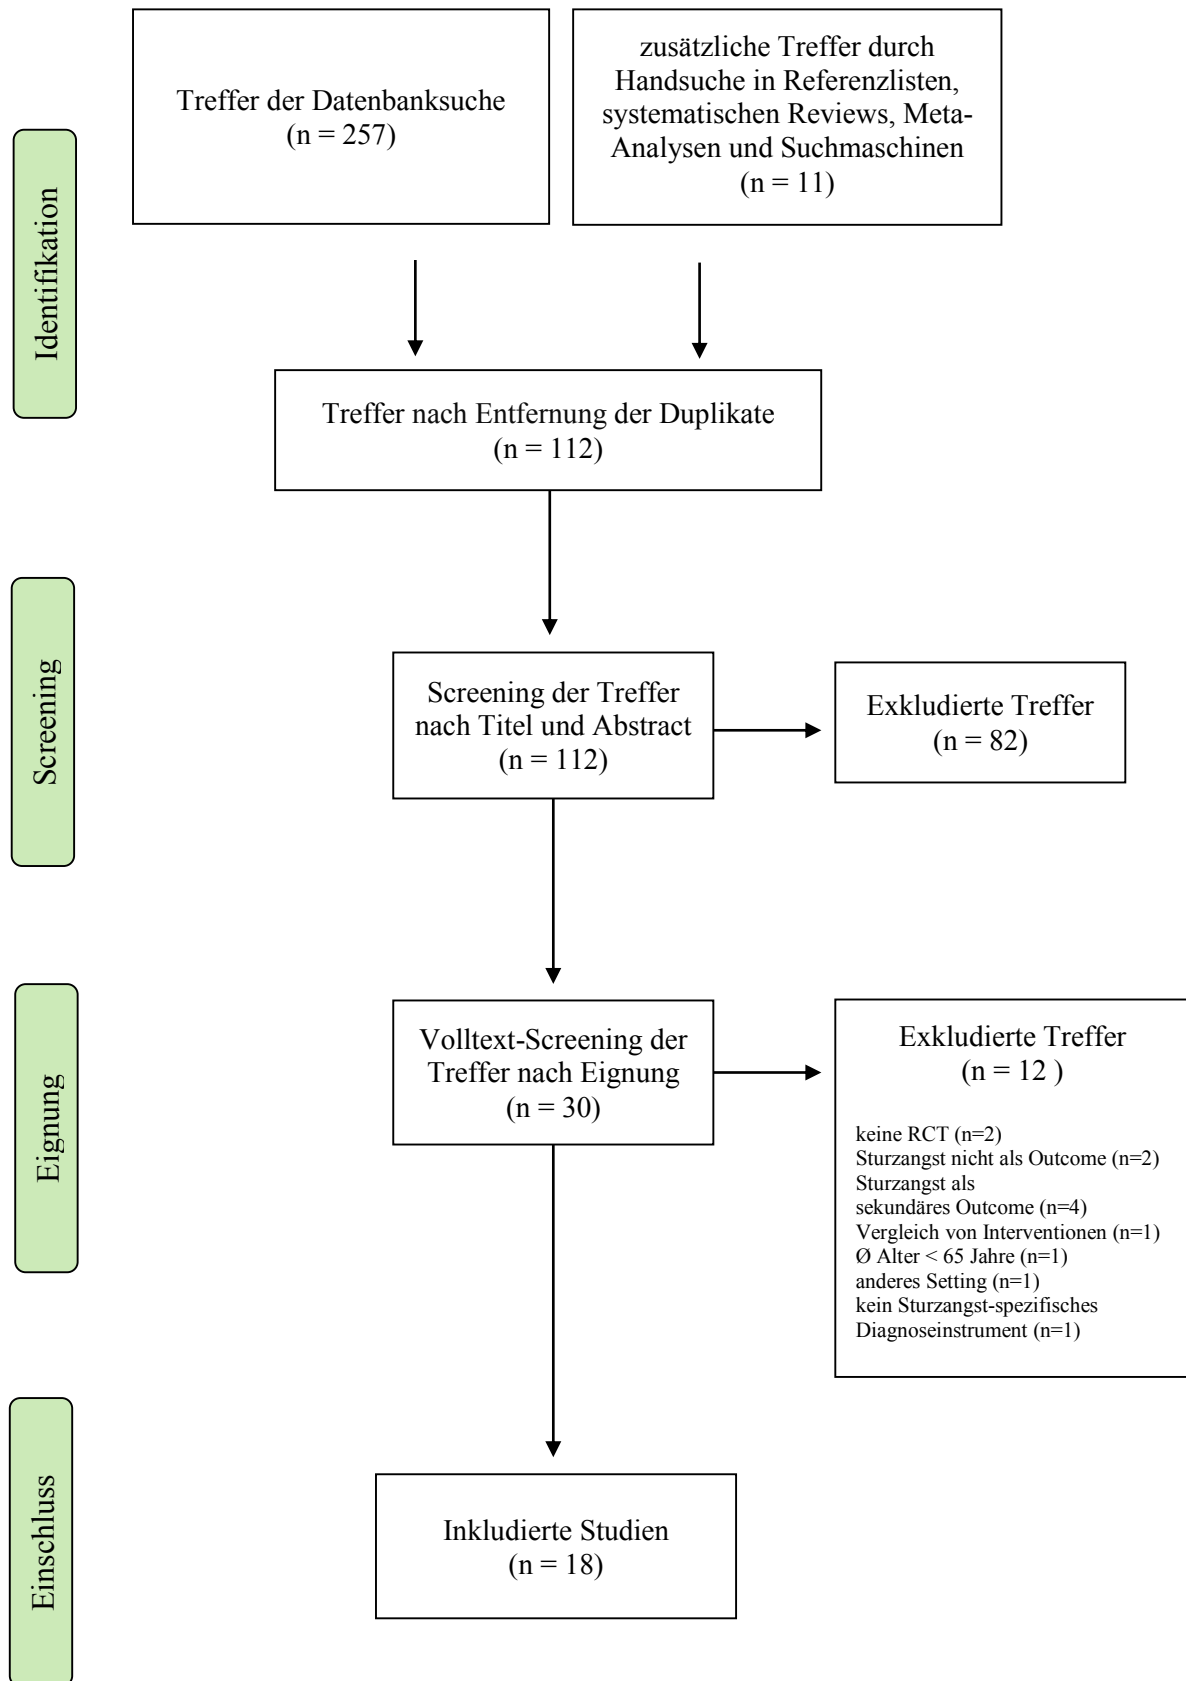 Identifikation
Treffer der Datenbanksuche
(n = 257)
zusätzliche Treffer durch
Handsuche in Referenzlisten,
systematischen Reviews, Meta-
Analysen und Suchmaschinen
(n = 11)
Treffer nach Entfernung der Duplikate
(n = 112)
Screening
Screening der Treffer
nach Titel und Abstract
(n = 112)
Exkludierte Treffer
(n = 82)
Eignung
Volltext-Screening der
Treffer nach Eignung
(n = 30)
Exkludierte Treffer
(n = 12 )
keine RCT (n=2)
Sturzangst nicht als Outcome (n=2)
Sturzangst als
sekundäres Outcome (n=4)
Vergleich von Interventionen (n=1)
Ø Alter < 65 Jahre (n=1)
anderes Setting (n=1)
kein Sturzangst-spezifisches
Diagnoseinstrument (n=1)
Einschluss
Inkludierte Studien
(n = 18)